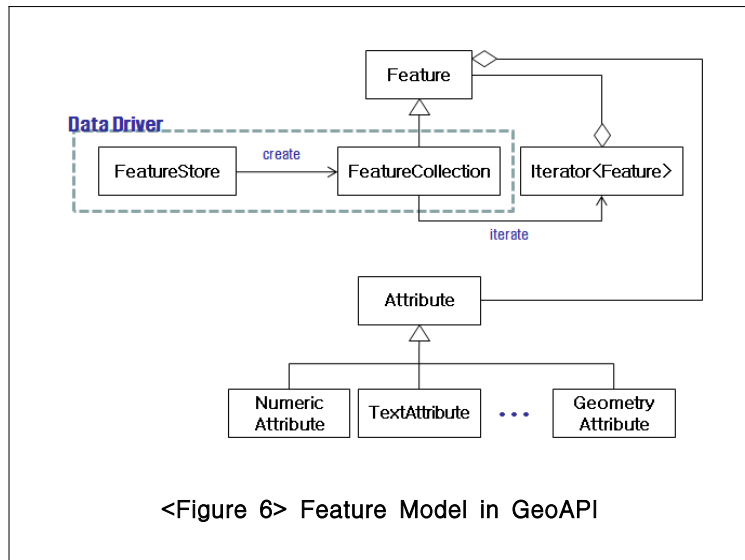 Feature
Data Driver
FeatureStore
create
FeatureCollection
Iterator<Feature>
iterate
Attribute
Numeric
Attribute
TextAttribute
...
Geometry
Attribute
<Figure 6> Feature Model in GeoAPI